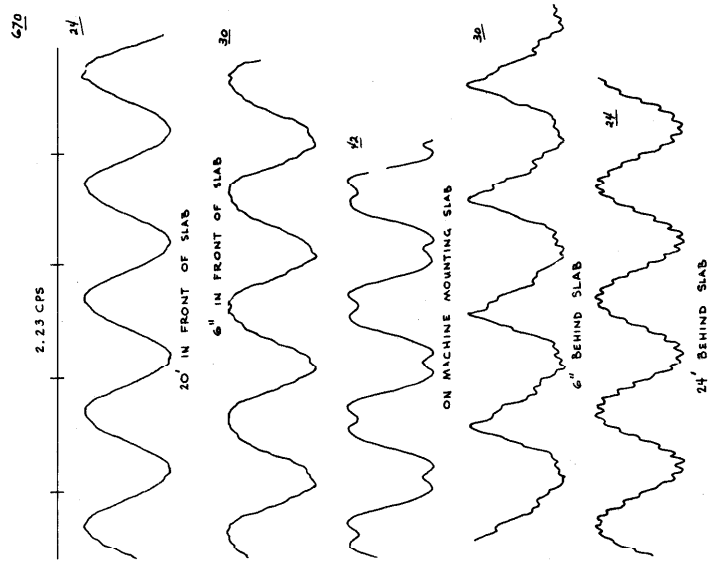 670
2.23 CPS
24
20' IN FRONT OF SLAB
30
6" IN FRONT OF SLAB
42
ON MACHINE MOUNTING SLAB
30
6" BEHIND SLAB
24
24' BEHIND SLAB